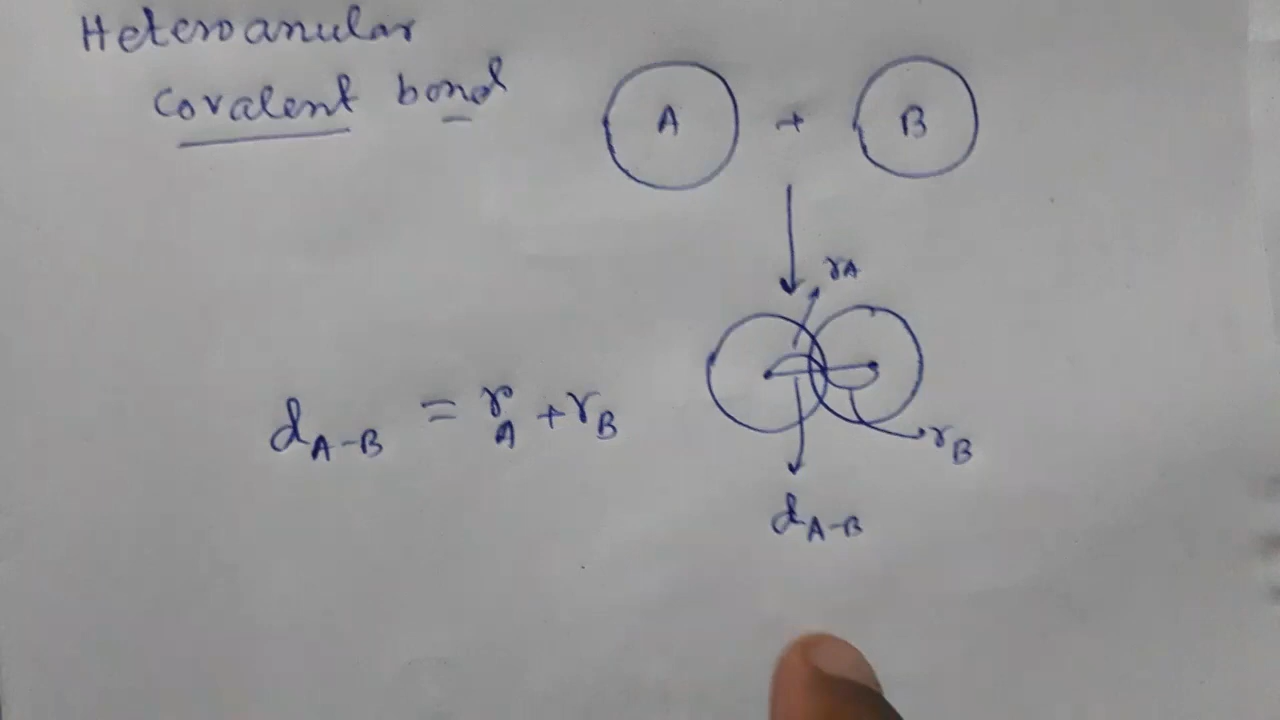 Heteroanular
covalent bond
A + B
rA
dA-B = rA + rB
rB
dA-B